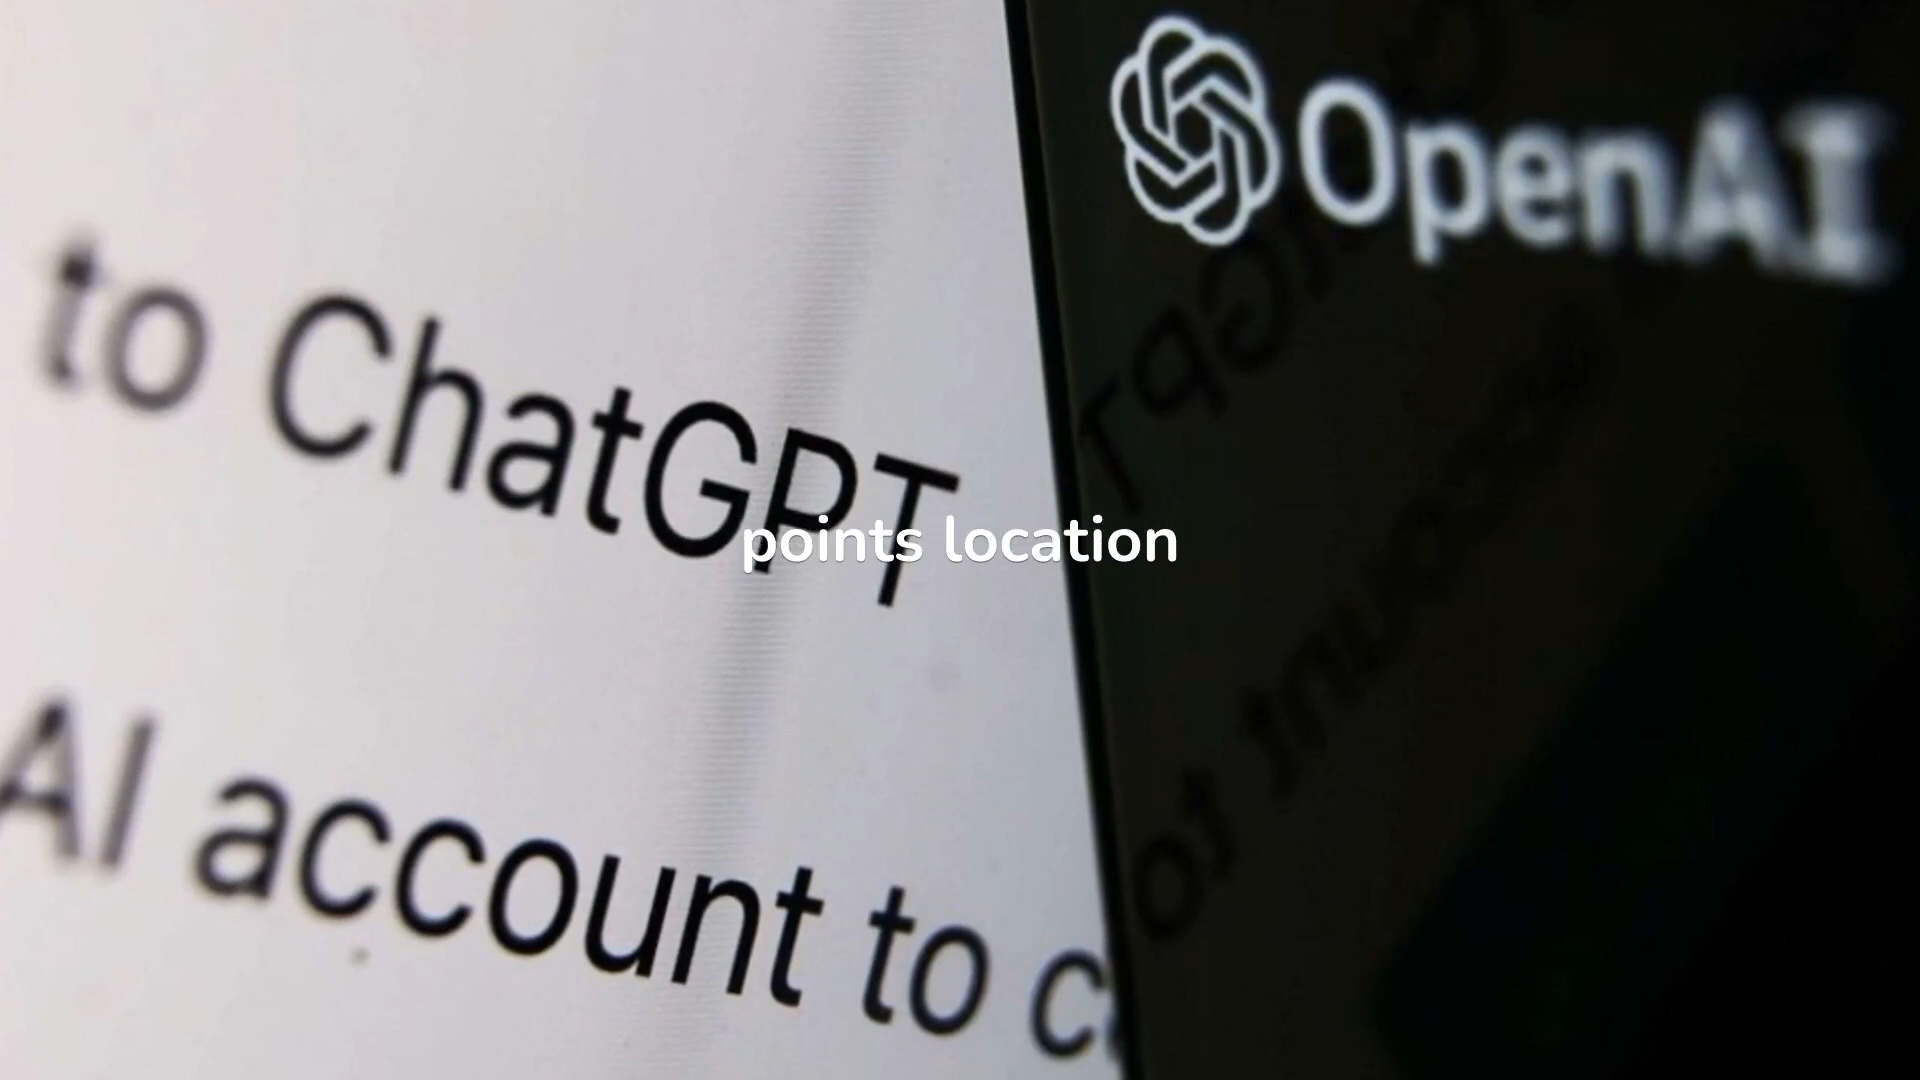 OpenAI
to ChatGPT
points location
AI account to c